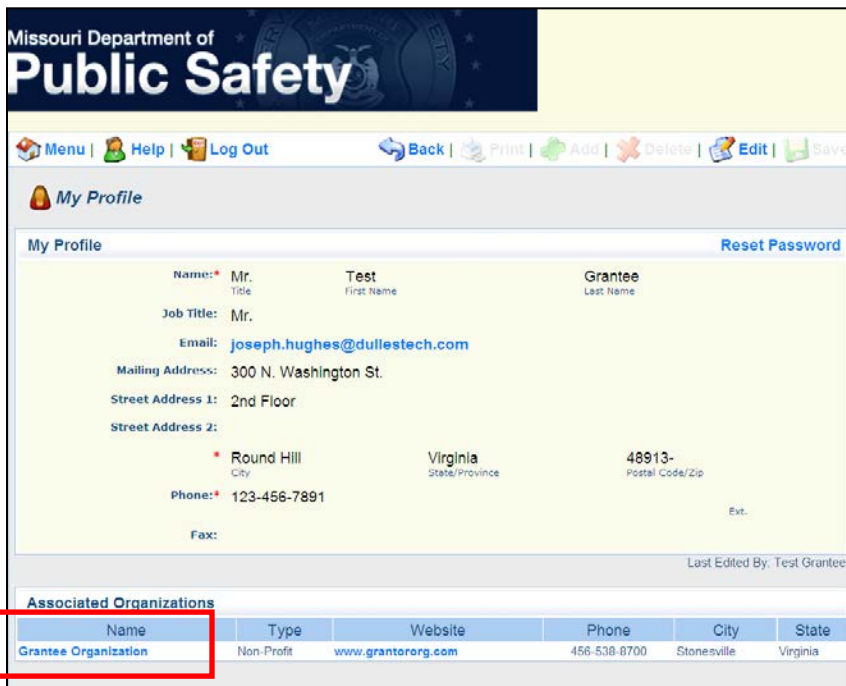 Missouri Department of
Public Safety
Menu | Help | Log Out Back | Print | Add | Delete | Edit | Save
My Profile
My Profile Reset Password
Name:* Mr. Test Grantee
Title First Name Last Name
Job Title: Mr.
Email: joseph.hughes@dullestech.com
Mailing Address: 300 N. Washington St.
Street Address 1: 2nd Floor
Street Address 2:
* Round Hill Virginia 48913-
City State/Province Postal Code/Zip
Phone:* 123-456-7891
Ext.
Fax:
Last Edited By: Test Grantee
Associated Organizations
Name Type Website Phone City State
Grantee Organization Non-Profit www.grantororg.com 456-538-8700 Stonesville Virginia